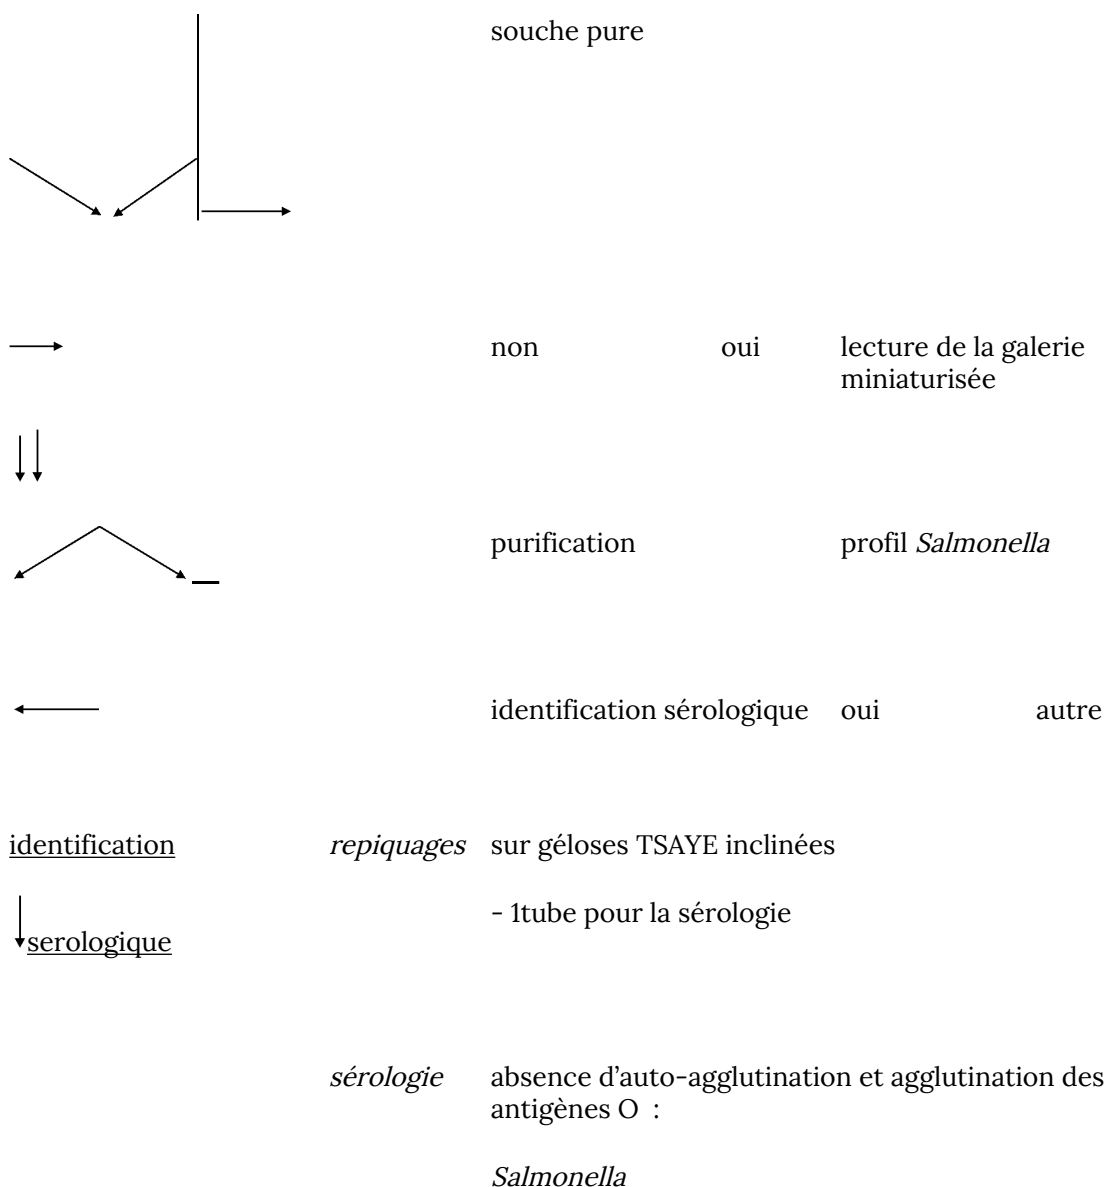 souche pure
non oui lecture de la galerie
miniaturisée
purification profil Salmonella
identification sérologique oui autre
identification repiquages sur géloses TSAYE inclinées
- 1tube pour la sérologie
serologique
sérologie absence d'auto-agglutination et agglutination des
antigènes O :
Salmonella